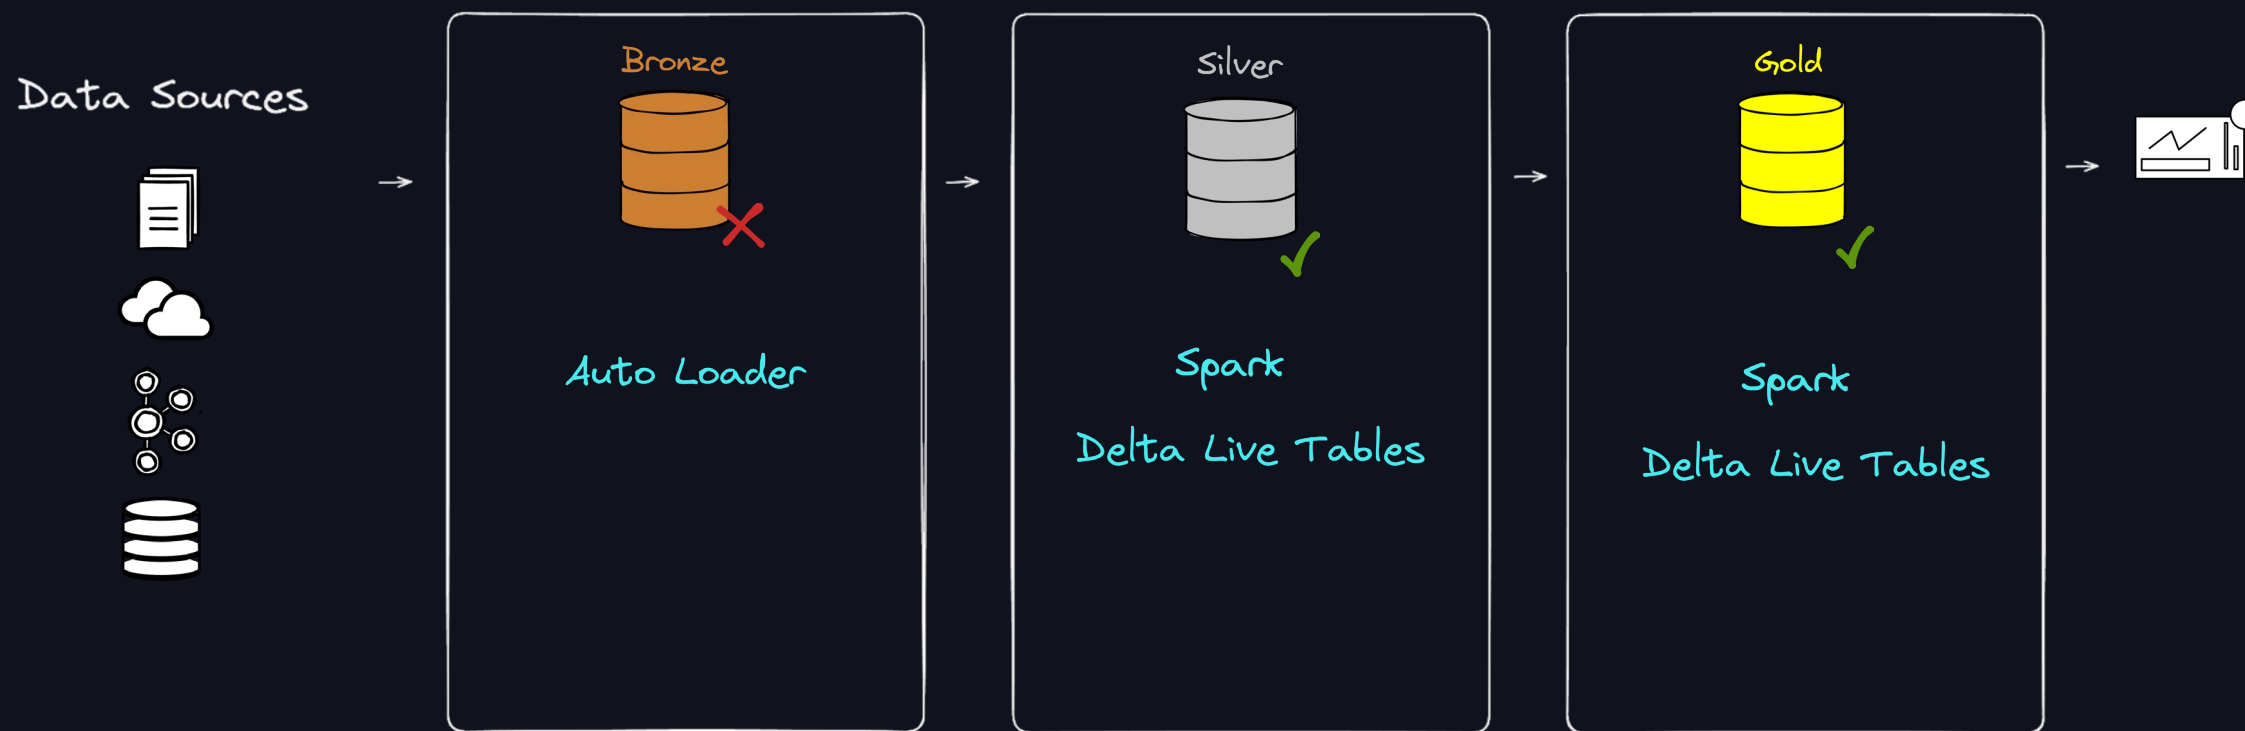 Data Sources
Bronze
Auto Loader
Silver
Spark
Delta Live Tables
Gold
Spark
Delta Live Tables